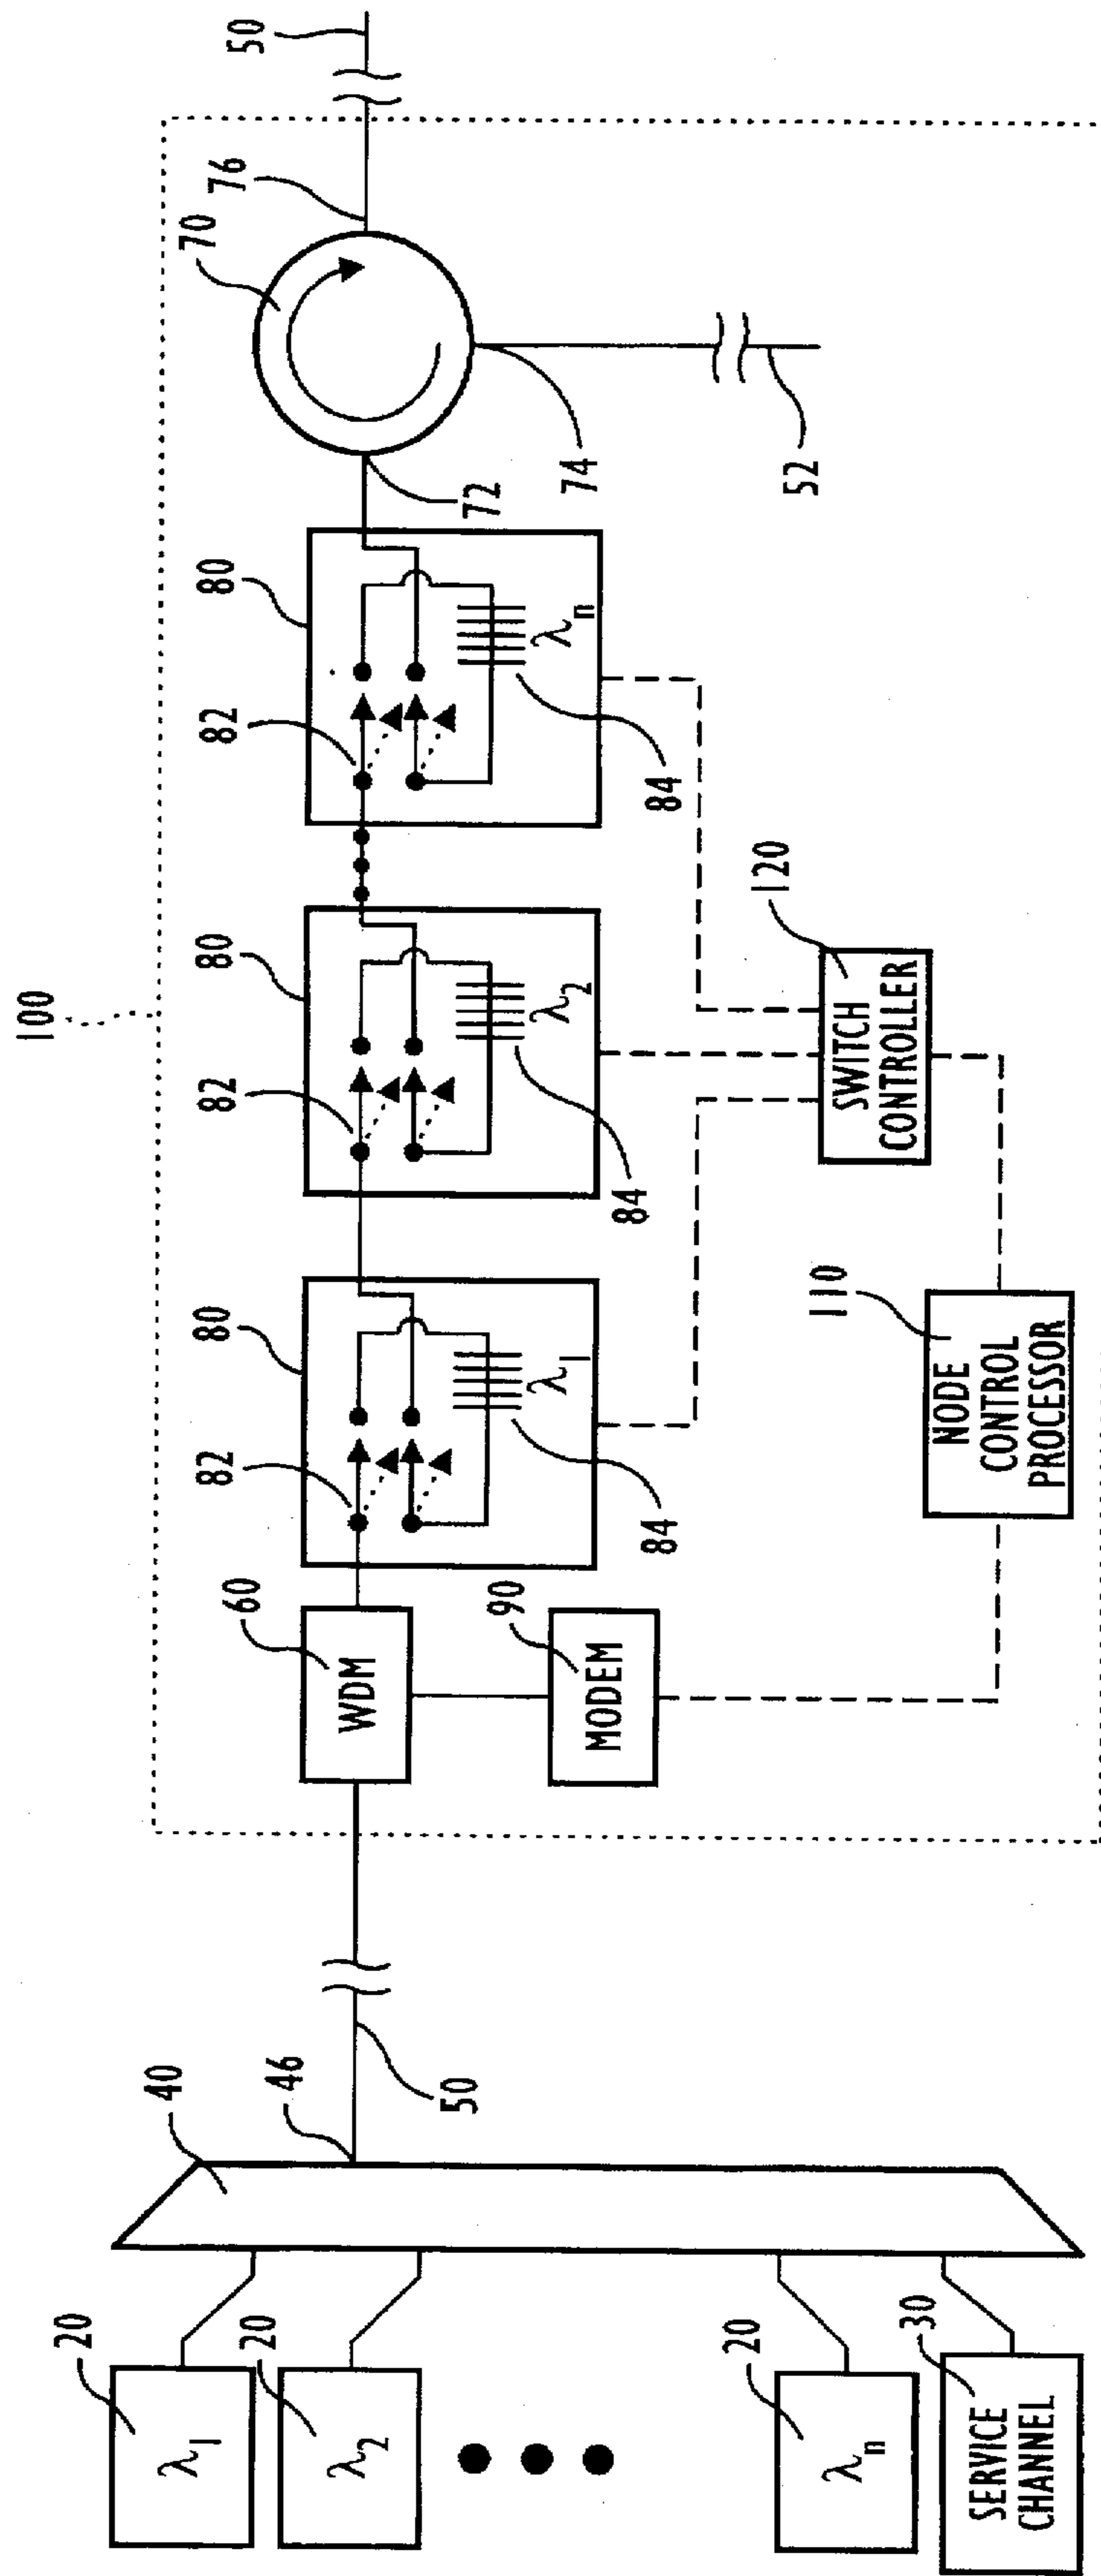 100
20
λ1
20
λ2
20
λn
30
SERVICE
CHANNEL
40
46
50
60
WDM
90
MODEM
82
80
λ1
84
82
80
λ2
84
82
80
λn
84
72
70
76
50
74
52
110
NODE
CONTROL
PROCESSOR
120
SWITCH
CONTROLLER